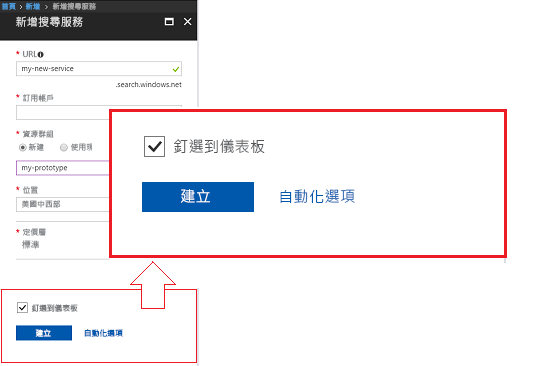 首頁 > 新增 > 新增搜尋服務
新增搜尋服務
* URL
my-new-service
.search.windows.net
* 訂用帳戶
* 資源群組
新建 使用現
my-prototype
* 位置
美國中西部
* 定價層
標準
釘選到儀表板
建立 自動化選項
釘選到儀表板
建立 自動化選項